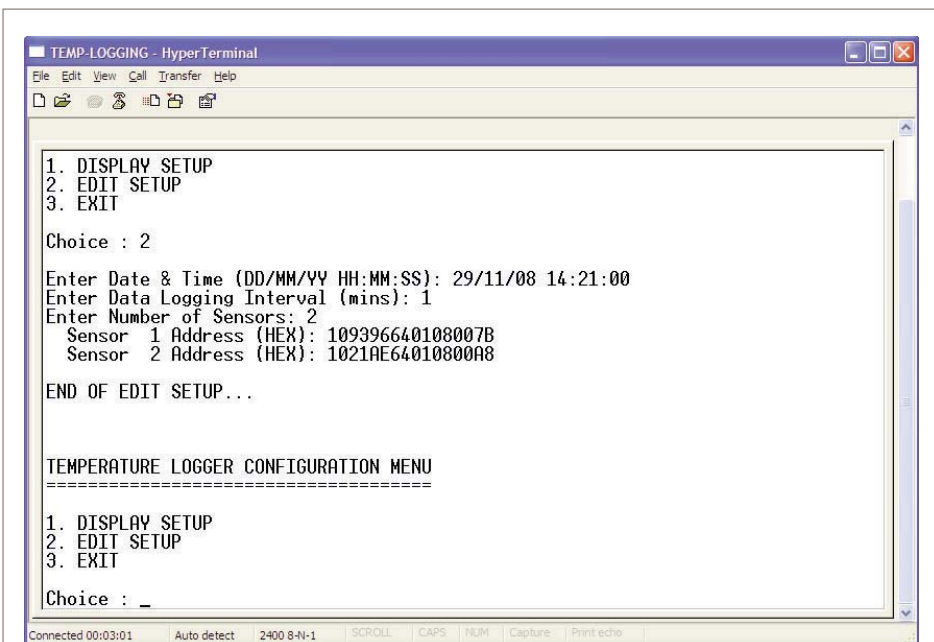 TEMP-LOGGING - HyperTerminal
File Edit View Call Transfer Help
1. DISPLAY SETUP
2. EDIT SETUP
3. EXIT
Choice : 2
Enter Date & Time (DD/MM/YY HH:MM:SS): 29/11/08 14:21:00
Enter Data Logging Interval (mins): 1
Enter Number of Sensors: 2
Sensor 1 Address (HEX): 109396640108007B
Sensor 2 Address (HEX): 1021AE64010800A8
END OF EDIT SETUP...
TEMPERATURE LOGGER CONFIGURATION MENU
=====================================
1. DISPLAY SETUP
2. EDIT SETUP
3. EXIT
Choice : _
Connected 00:03:01 Auto detect 2400 8-N-1 SCROLL CAPS NUM Capture Print echo